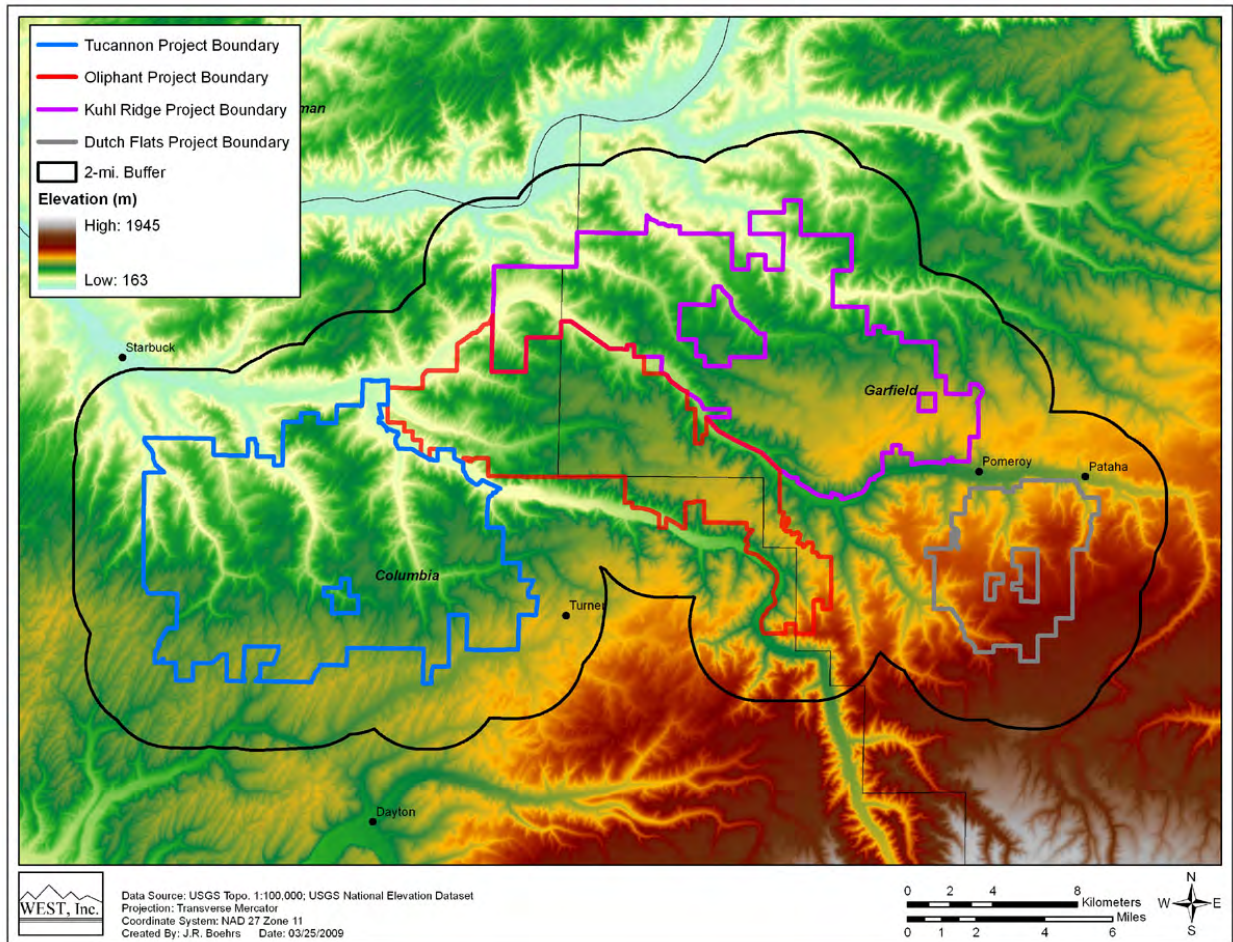 Tucannon Project Boundary
Oliphant Project Boundary
Kuhl Ridge Project Boundary
Dutch Flats Project Boundary
2-mi. Buffer
Elevation (m)
High: 1945
Low: 163
man
Starbuck
Garfield
Pomeroy
Pataha
Columbia
Turner
Dayton
WEST, Inc.
Data Source: USGS Topo. 1:100,000; USGS National Elevation Dataset
Projection: Transverse Mercator
Coordinate System: NAD 27 Zone 11
Created By: J.R. Boehrs Date: 03/25/2009
0 2 4 8
Kilometers
Miles
0 1 2 4 6
N
W E
S